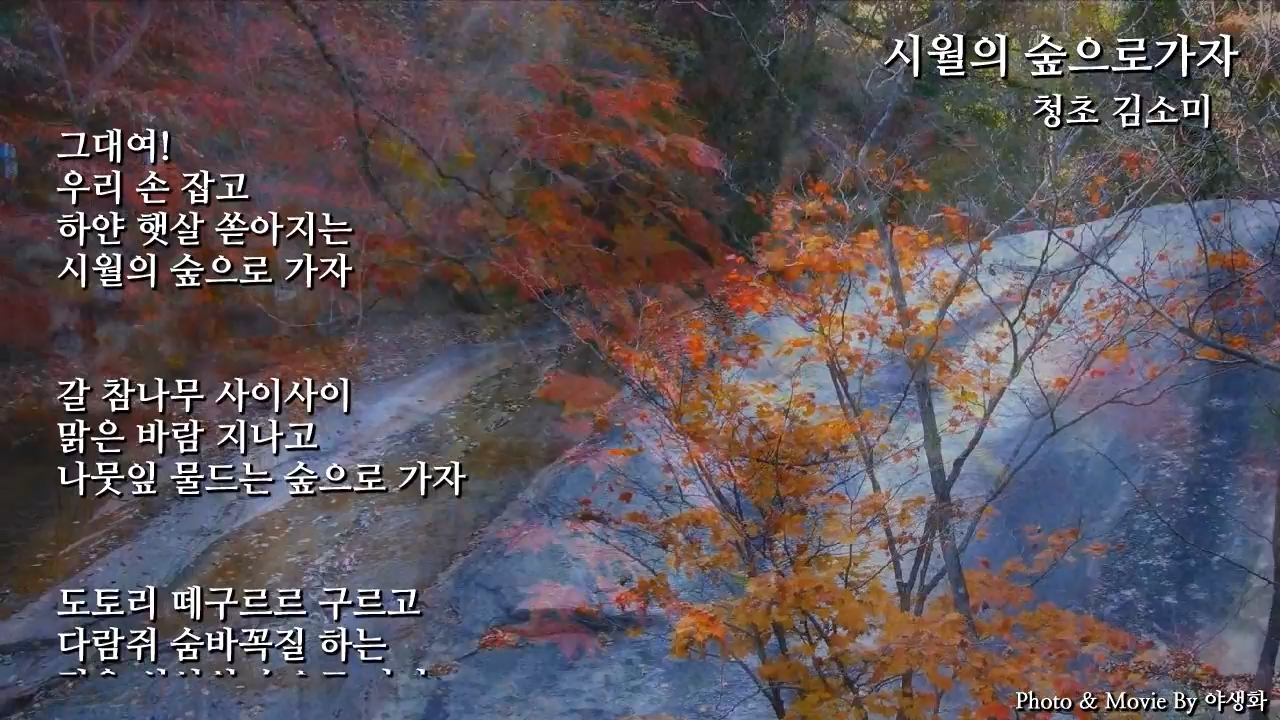 시월의 숲으로가자
청초 김소미
그대여!
우리 손 잡고
하얀 햇살 쏟아지는
시월의 숲으로 가자
갈 참나무 사이사이
맑은 바람 지나고
나뭇잎 물드는 숲으로 가자
도토리 떼구르르 구르고
다람쥐 숨바꼭질 하는
Photo & Movie By 야생화